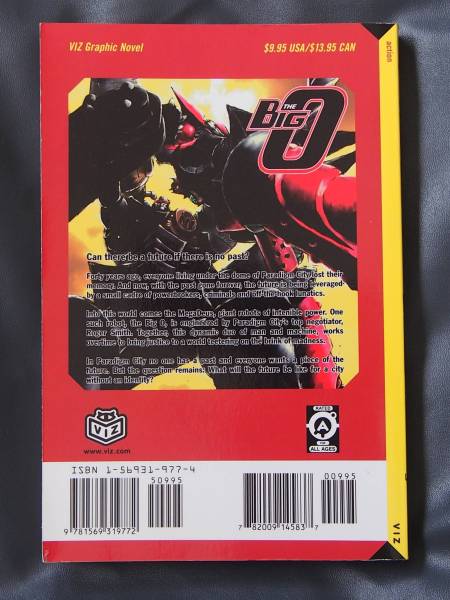 VIZ Graphic Novel
$9.95 USA/$13.95 CAN
action
THE
BIG O
Can there be a future if there is no past?
Forty years ago, everyone living under the dome of Paradigm City lost their
memory. And now, with the past gone forever, the future is being leveraged
by a small cadre of powerbrokers, criminals and off-the-book lunatics.
Into this world comes the Megadeus, giant robots of intensible power. One
such robot, the Big O, is engineered by Paradigm City's top negotiator,
Roger Smith. Together, this dynamic duo of man and machine, works
overtime to bring justice to a world teetering on the brink of madness.
In Paradigm City no one has a past and everyone wants a piece of the
future. But the question remains: What will the future be like for a city
without an identity?
VIZ
www.viz.com
RATED
A
FOR
ALL AGES
ISBN 1-56931-977-4
50995
00995
9 781569 319772
7 82009 14583 7
VIZ